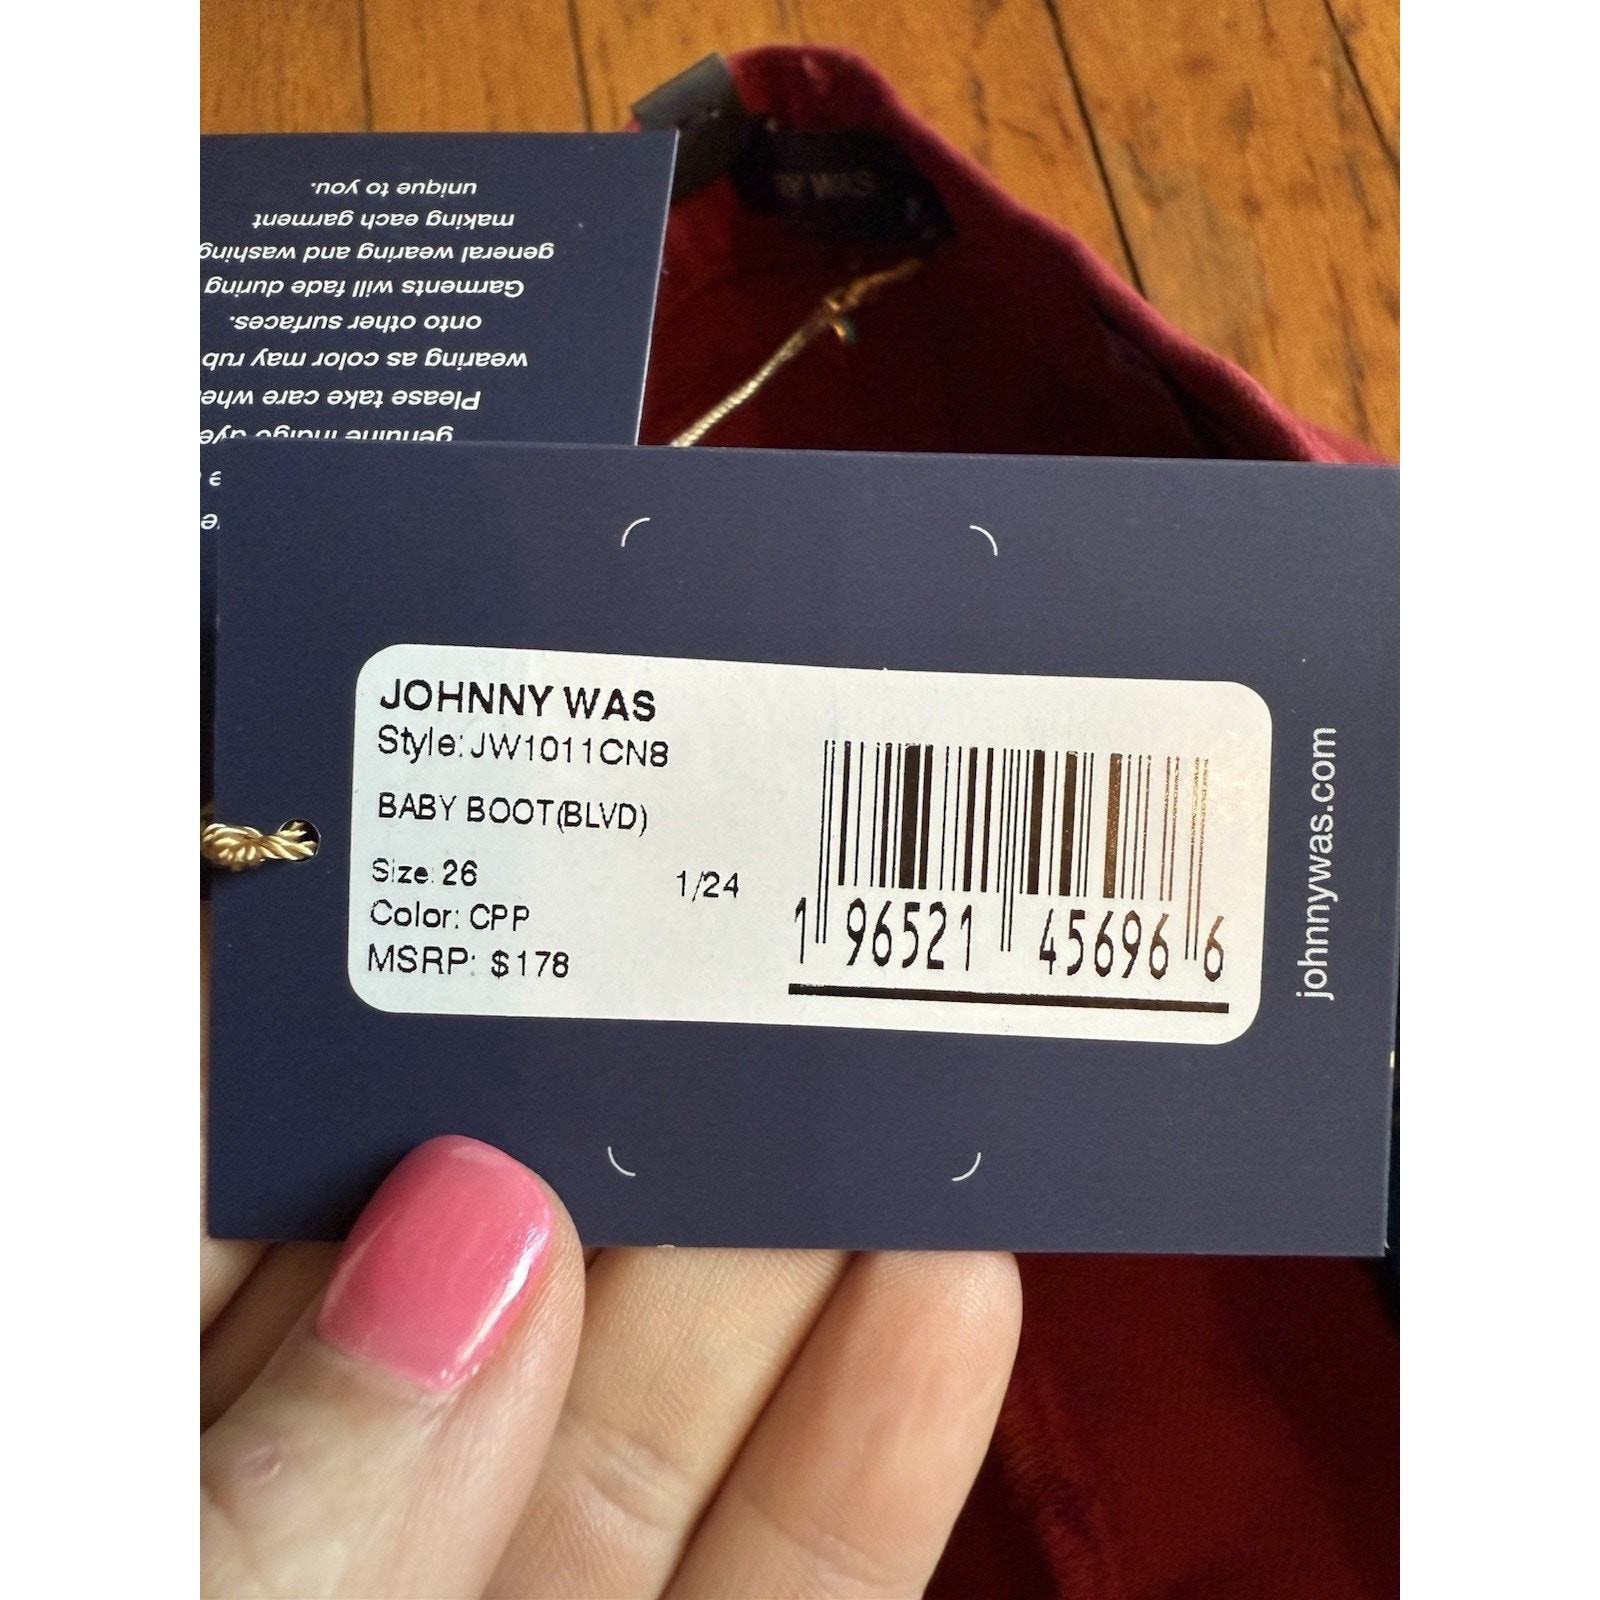 unique to you.
making each garment
general wearing and washing
Garments will fade during
onto other surfaces.
wearing as color may rub
Please take care
genuine indigo
WAS
JOHNNY WAS
Style: JW1011CN8
BABY BOOT(BLVD)
Size: 26
1/24
Color: CPP
MSRP: $178
1 96521 45696 6
johnnywas.com